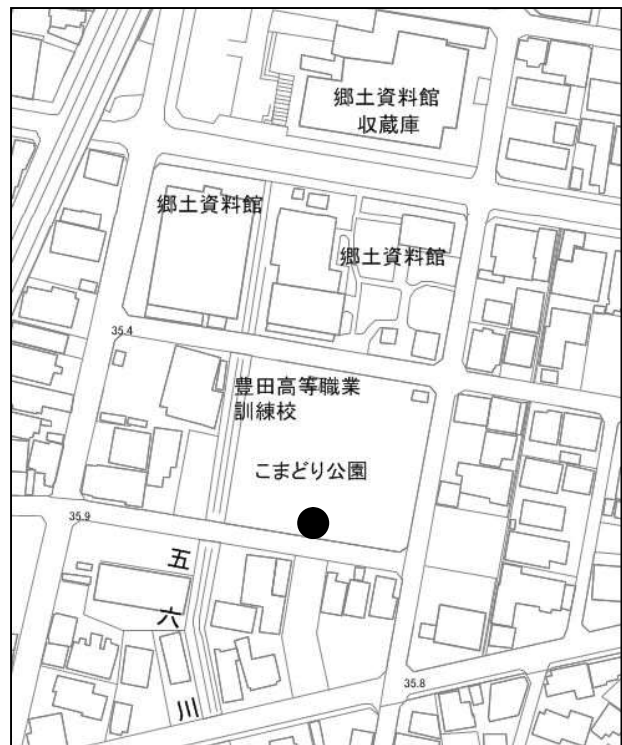 郷土資料館
収蔵庫
郷土資料館
郷土資料館
35.4
豊田高等職業
訓練校
こまどり公園
35.9
五六川
35.8